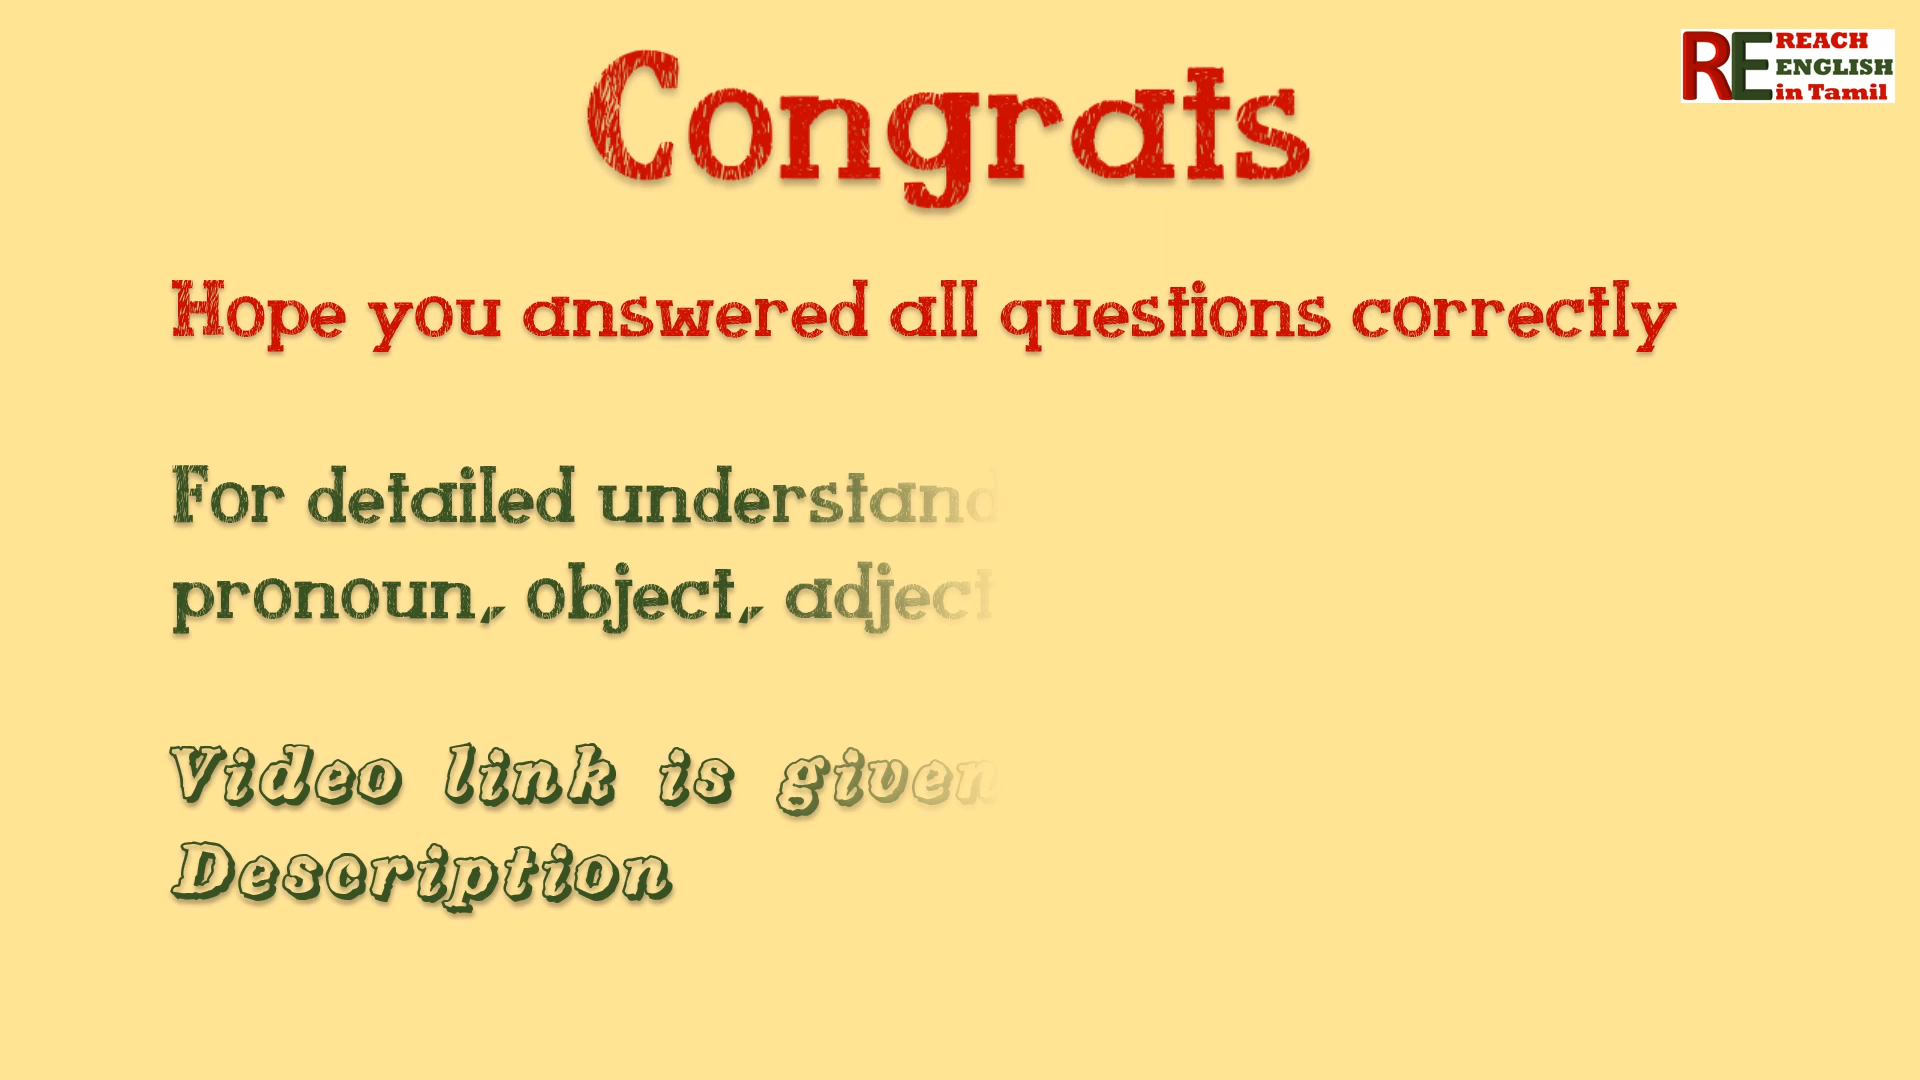 Congrats
RE REACH
ENGLISH
in Tamil
Hope you answered all questions correctly
For detailed understand
pronoun, object, adject
Video link is given
Description